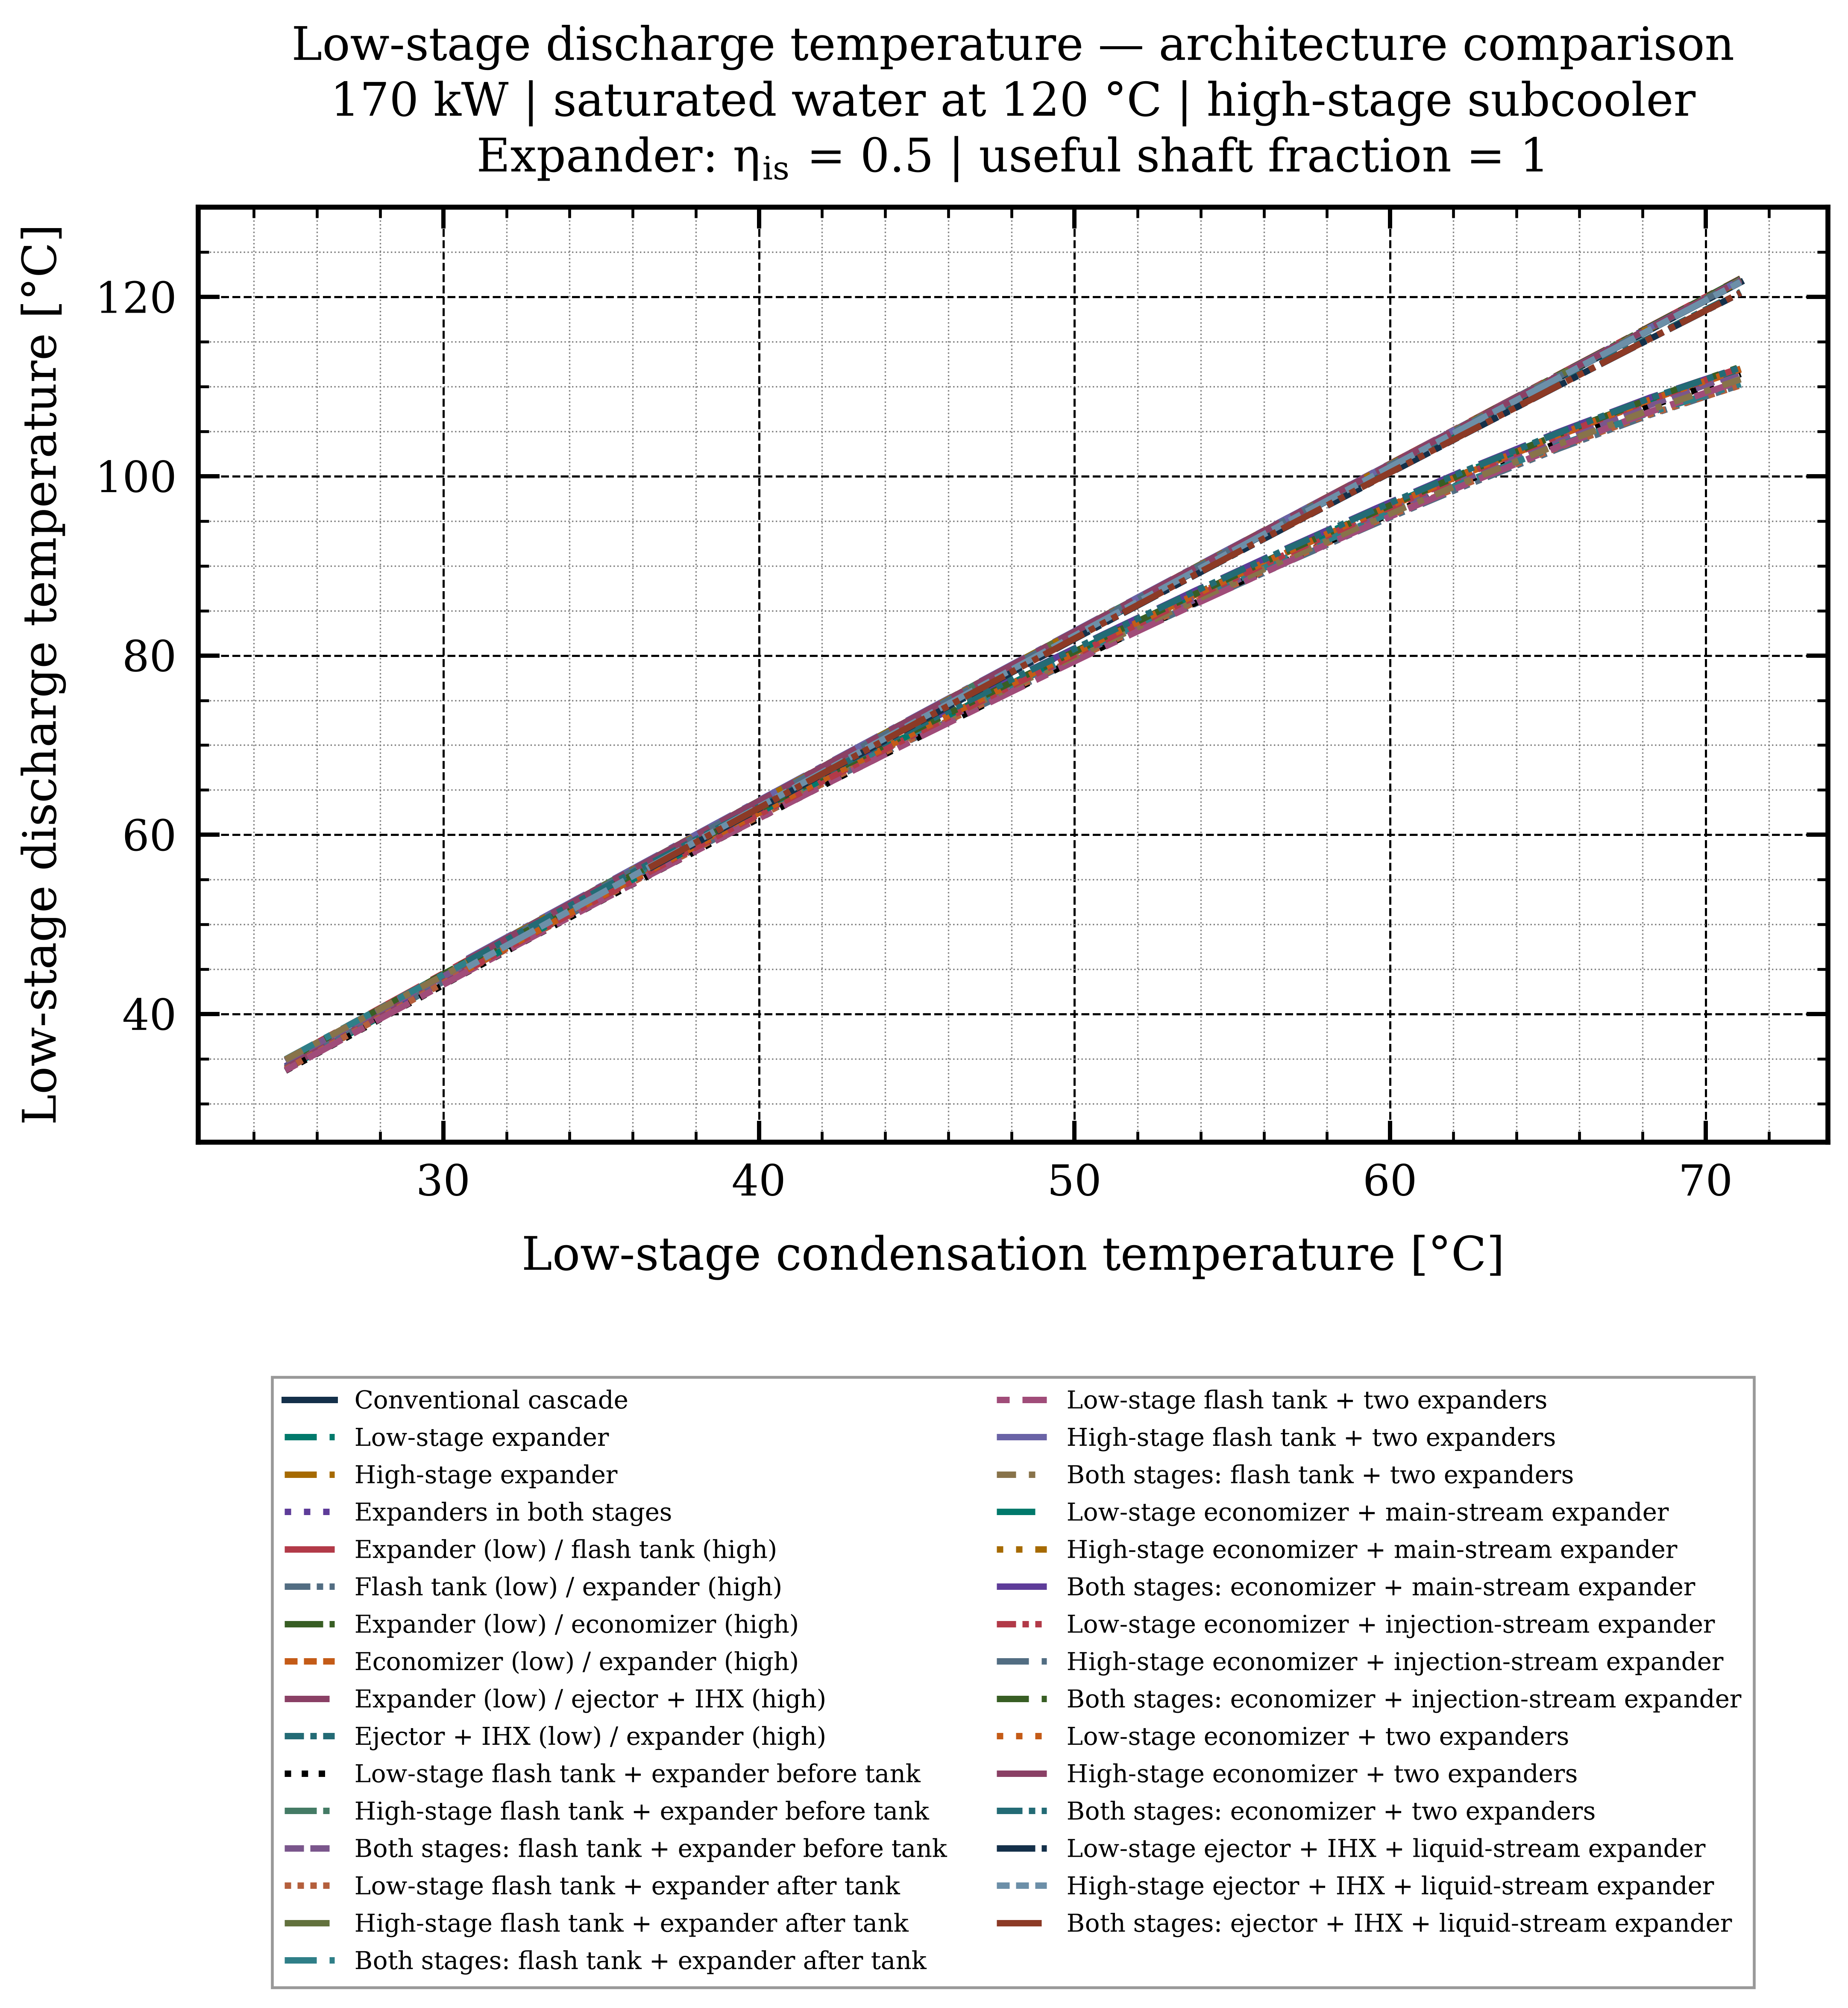 Low-stage discharge temperature — architecture comparison
170 kW | saturated water at 120 °C | high-stage subcooler
Expander: ηis = 0.5 | useful shaft fraction = 1
Low-stage discharge temperature [°C]
120
100
80
60
40
30 40 50 60 70
Low-stage condensation temperature [°C]
Conventional cascade
Low-stage expander
High-stage expander
Expanders in both stages
Expander (low) / flash tank (high)
Flash tank (low) / expander (high)
Expander (low) / economizer (high)
Economizer (low) / expander (high)
Expander (low) / ejector + IHX (high)
Ejector + IHX (low) / expander (high)
Low-stage flash tank + expander before tank
High-stage flash tank + expander before tank
Both stages: flash tank + expander before tank
Low-stage flash tank + expander after tank
High-stage flash tank + expander after tank
Both stages: flash tank + expander after tank
Low-stage flash tank + two expanders
High-stage flash tank + two expanders
Both stages: flash tank + two expanders
Low-stage economizer + main-stream expander
High-stage economizer + main-stream expander
Both stages: economizer + main-stream expander
Low-stage economizer + injection-stream expander
High-stage economizer + injection-stream expander
Both stages: economizer + injection-stream expander
Low-stage economizer + two expanders
High-stage economizer + two expanders
Both stages: economizer + two expanders
Low-stage ejector + IHX + liquid-stream expander
High-stage ejector + IHX + liquid-stream expander
Both stages: ejector + IHX + liquid-stream expander